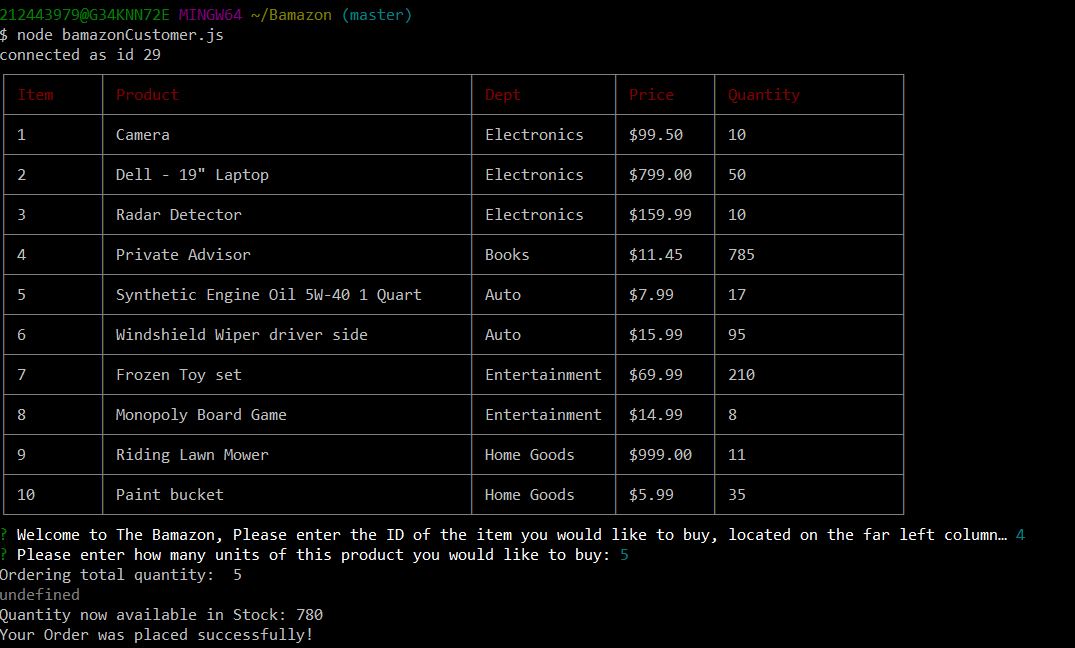 212443979@G34KNN72E MINGW64 ~/Bamazon (master)
$ node bamazonCustomer.js
connected as id 29
Item Product Dept Price Quantity
1 Camera Electronics $99.50 10
2 Dell - 19" Laptop Electronics $799.00 50
3 Radar Detector Electronics $159.99 10
4 Private Advisor Books $11.45 785
5 Synthetic Engine Oil 5W-40 1 Quart Auto $7.99 17
6 Windshield Wiper driver side Auto $15.99 95
7 Frozen Toy set Entertainment $69.99 210
8 Monopoly Board Game Entertainment $14.99 8
9 Riding Lawn Mower Home Goods $999.00 11
10 Paint bucket Home Goods $5.99 35
? Welcome to The Bamazon, Please enter the ID of the item you would like to buy, located on the far left column… 4
? Please enter how many units of this product you would like to buy: 5
Ordering total quantity:  5
undefined
Quantity now available in Stock: 780
Your Order was placed successfully!